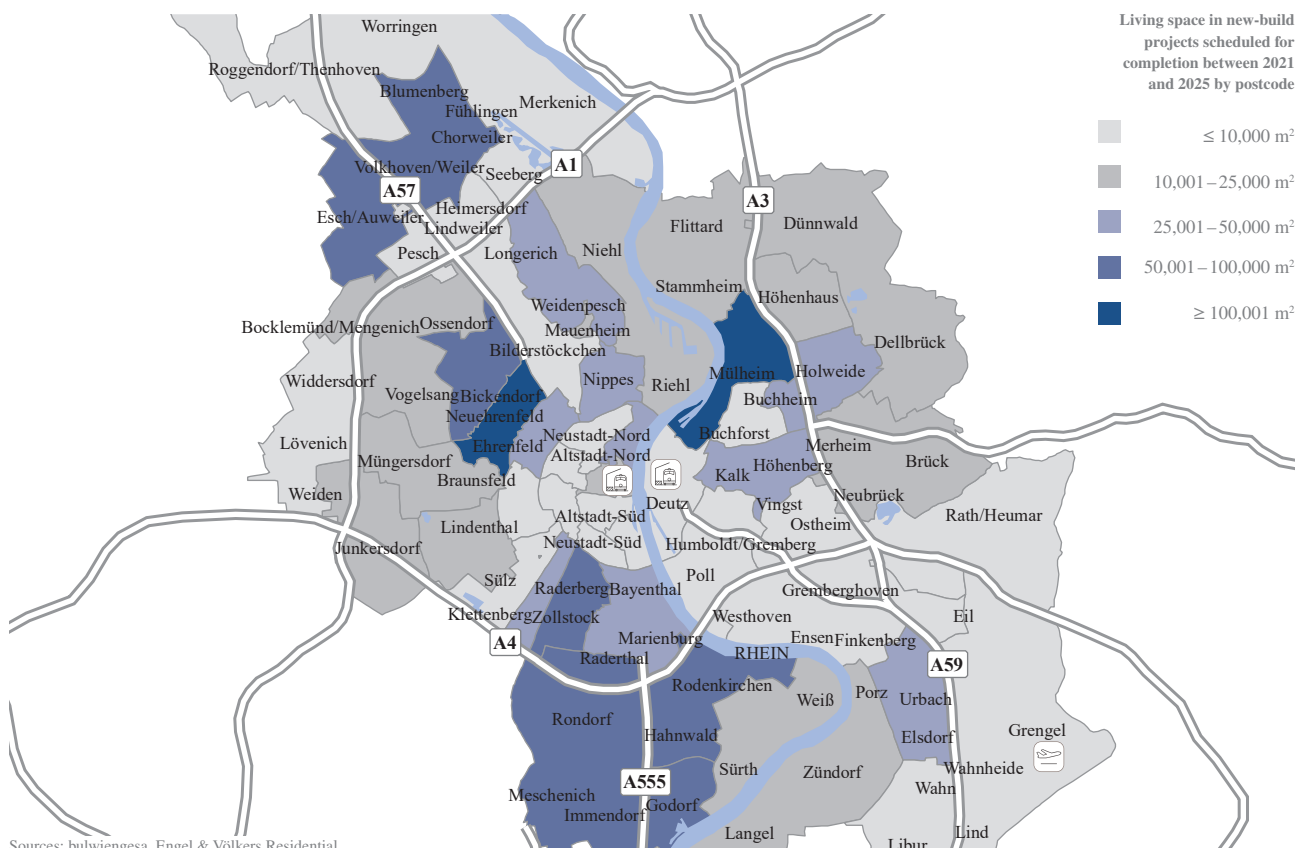 Living space in new-build
projects scheduled for
completion between 2021
and 2025 by postcode
≤ 10,000 m²
10,001 – 25,000 m²
25,001 – 50,000 m²
50,001 – 100,000 m²
≥ 100,001 m²
Worringen
Roggendorf/Thenhoven
Blumenberg
Merkenich
Fühlingen
Chorweiler
A1
Volkhoven/Weiler
Seeberg
A57
A3
Heimersdorf
Esch/Auweiler
Lindweiler
Flittard
Dünnwald
Pesch
Longerich
Niehl
Stammheim
Höhenhaus
Weidenpesch
Bocklemünd/Mengenich
Ossendorf
Mauenheim
Dellbrück
Bilderstöckchen
Widdersdorf
Nippes
Riehl
Mülheim
Holweide
Vogelsang
Bickendorf
Buchheim
Neuehrenfeld
Lövenich
Ehrenfeld
Neustadt-Nord
Buchforst
Altstadt-Nord
Merheim
Müngersdorf
Höhenberg
Brück
Braunsfeld
Kalk
Weiden
Neubrück
Deutz
Vingst
Altstadt-Süd
Rath/Heumar
Lindenthal
Ostheim
Junkersdorf
Neustadt-Süd
Humboldt/Gremberg
Sülz
Poll
Raderberg
Bayenthal
Gremberghoven
Klettenberg
Zollstock
Westhoven
Eil
A4
Marienburg
Ensen
Finkenberg
Raderthal
RHEIN
A59
Rodenkirchen
Weiß
Porz
Urbach
Rondorf
Hahnwald
Elsdorf
Grengel
Sürth
Zündorf
Wahnheide
A555
Wahn
Meschenich
Godorf
Immendorf
Langel
Lind
Libur
Sources: bulwiengesa, Engel & Völkers Residential